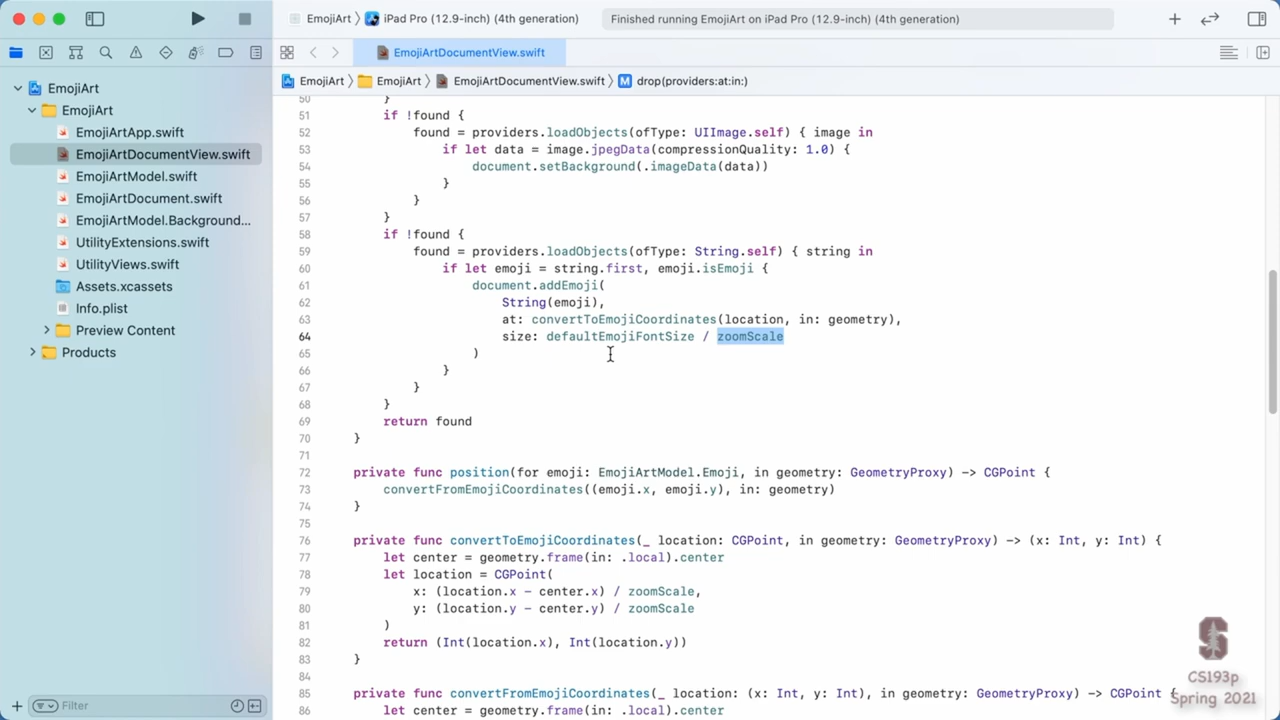 EmojiArt
iPad Pro (12.9-inch) (4th generation)
Finished running EmojiArt on iPad Pro (12.9-inch) (4th generation)
EmojiArtDocumentView.swift
EmojiArt
EmojiArt
EmojiArtDocumentView.swift
drop(providers:at:in:)
EmojiArt
EmojiArt
EmojiArtApp.swift
EmojiArtDocumentView.swift
EmojiArtModel.swift
EmojiArtDocument.swift
EmojiArtModel.Background...
UtilityExtensions.swift
UtilityViews.swift
Assets.xcassets
Info.plist
Preview Content
Products
Filter
50 }
51 if !found {
52 found = providers.loadObjects(ofType: UIImage.self) { image in
53 if let data = image.jpegData(compressionQuality: 1.0) {
54 document.setBackground(.imageData(data))
55 }
56 }
57 }
58 if !found {
59 found = providers.loadObjects(ofType: String.self) { string in
60 if let emoji = string.first, emoji.isEmoji {
61 document.addEmoji(
62 String(emoji),
63 at: convertToEmojiCoordinates(location, in: geometry),
64 size: defaultEmojiFontSize / zoomScale
65 )
66 }
67 }
68 }
69 return found
70 }
71
72 private func position(for emoji: EmojiArtModel.Emoji, in geometry: GeometryProxy) -> CGPoint {
73 convertFromEmojiCoordinates((emoji.x, emoji.y), in: geometry)
74 }
75
76 private func convertToEmojiCoordinates(_ location: CGPoint, in geometry: GeometryProxy) -> (x: Int, y: Int) {
77 let center = geometry.frame(in: .local).center
78 let location = CGPoint(
79 x: (location.x - center.x) / zoomScale,
80 y: (location.y - center.y) / zoomScale
81 )
82 return (Int(location.x), Int(location.y))
83 }
84
85 private func convertFromEmojiCoordinates(_ location: (x: Int, y: Int), in geometry: GeometryProxy) -> CGPoint {
86 let center = geometry.frame(in: .local).center
CS193p
Spring 2021